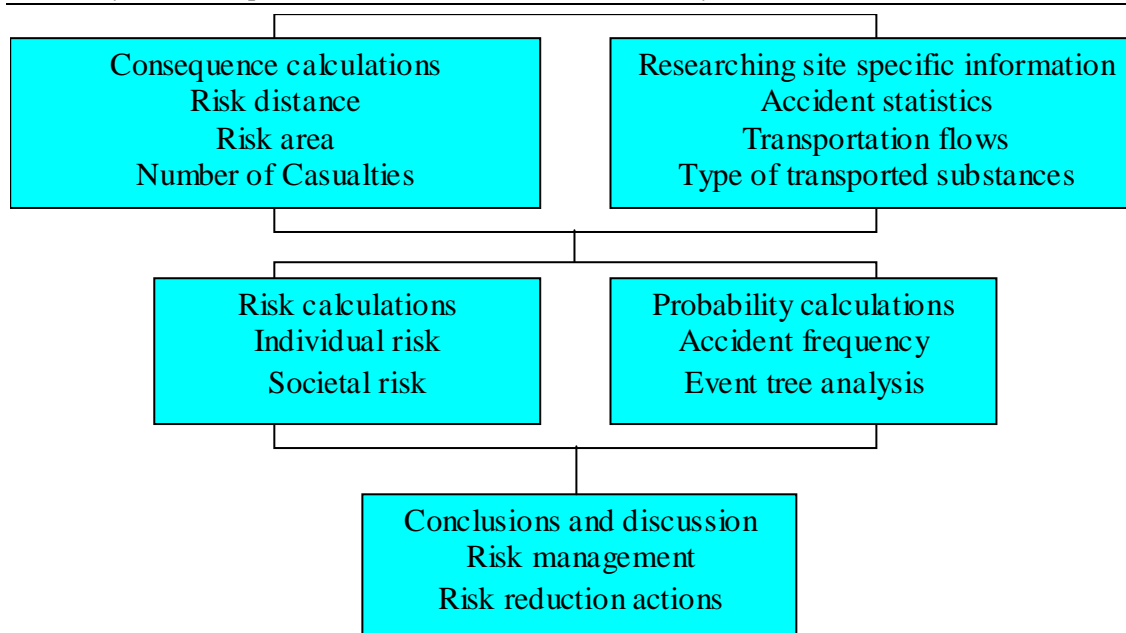 Consequence calculations
Risk distance
Risk area
Number of Casualties
Researching site specific information
Accident statistics
Transportation flows
Type of transported substances
Risk calculations
Individual risk
Societal risk
Probability calculations
Accident frequency
Event tree analysis
Conclusions and discussion
Risk management
Risk reduction actions